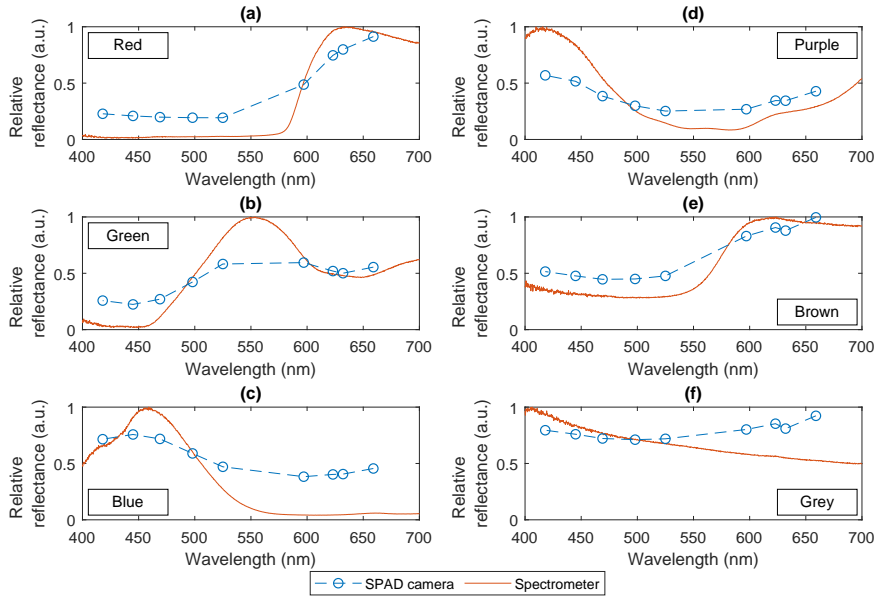 (a)
Red
Relative
reflectance (a.u.)
1
0.5
0
400 450 500 550 600 650 700
Wavelength (nm)
(d)
Purple
Relative
reflectance (a.u.)
1
0.5
0
400 450 500 550 600 650 700
Wavelength (nm)
(b)
Green
Relative
reflectance (a.u.)
1
0.5
0
400 450 500 550 600 650 700
Wavelength (nm)
(e)
Brown
Relative
reflectance (a.u.)
1
0.5
0
400 450 500 550 600 650 700
Wavelength (nm)
(c)
Blue
Relative
reflectance (a.u.)
1
0.5
0
400 450 500 550 600 650 700
Wavelength (nm)
(f)
Grey
Relative
reflectance (a.u.)
1
0.5
0
400 450 500 550 600 650 700
Wavelength (nm)
SPAD camera Spectrometer